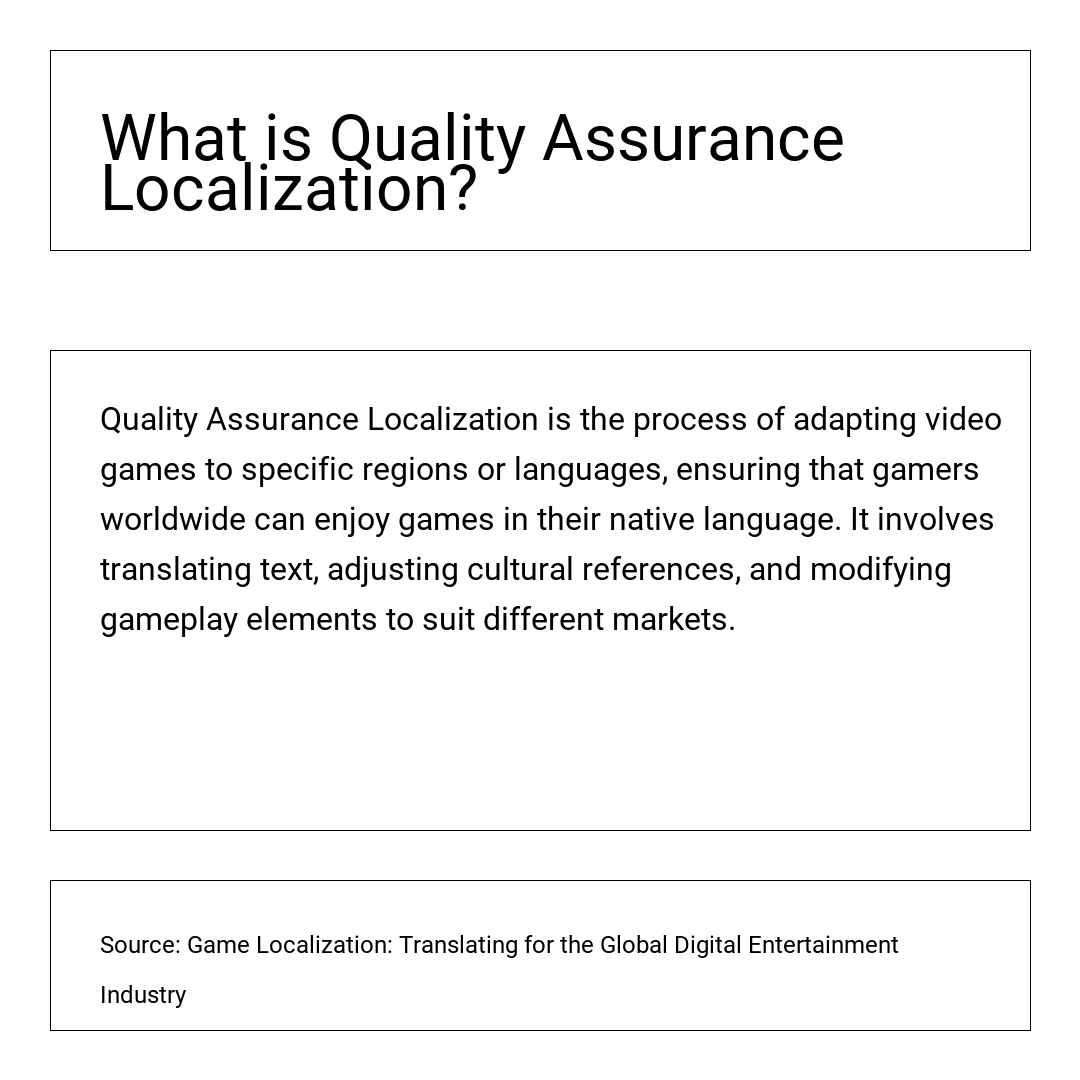 What is Quality Assurance
Localization?
Quality Assurance Localization is the process of adapting video
games to specific regions or languages, ensuring that gamers
worldwide can enjoy games in their native language. It involves
translating text, adjusting cultural references, and modifying
gameplay elements to suit different markets.
Source: Game Localization: Translating for the Global Digital Entertainment
Industry